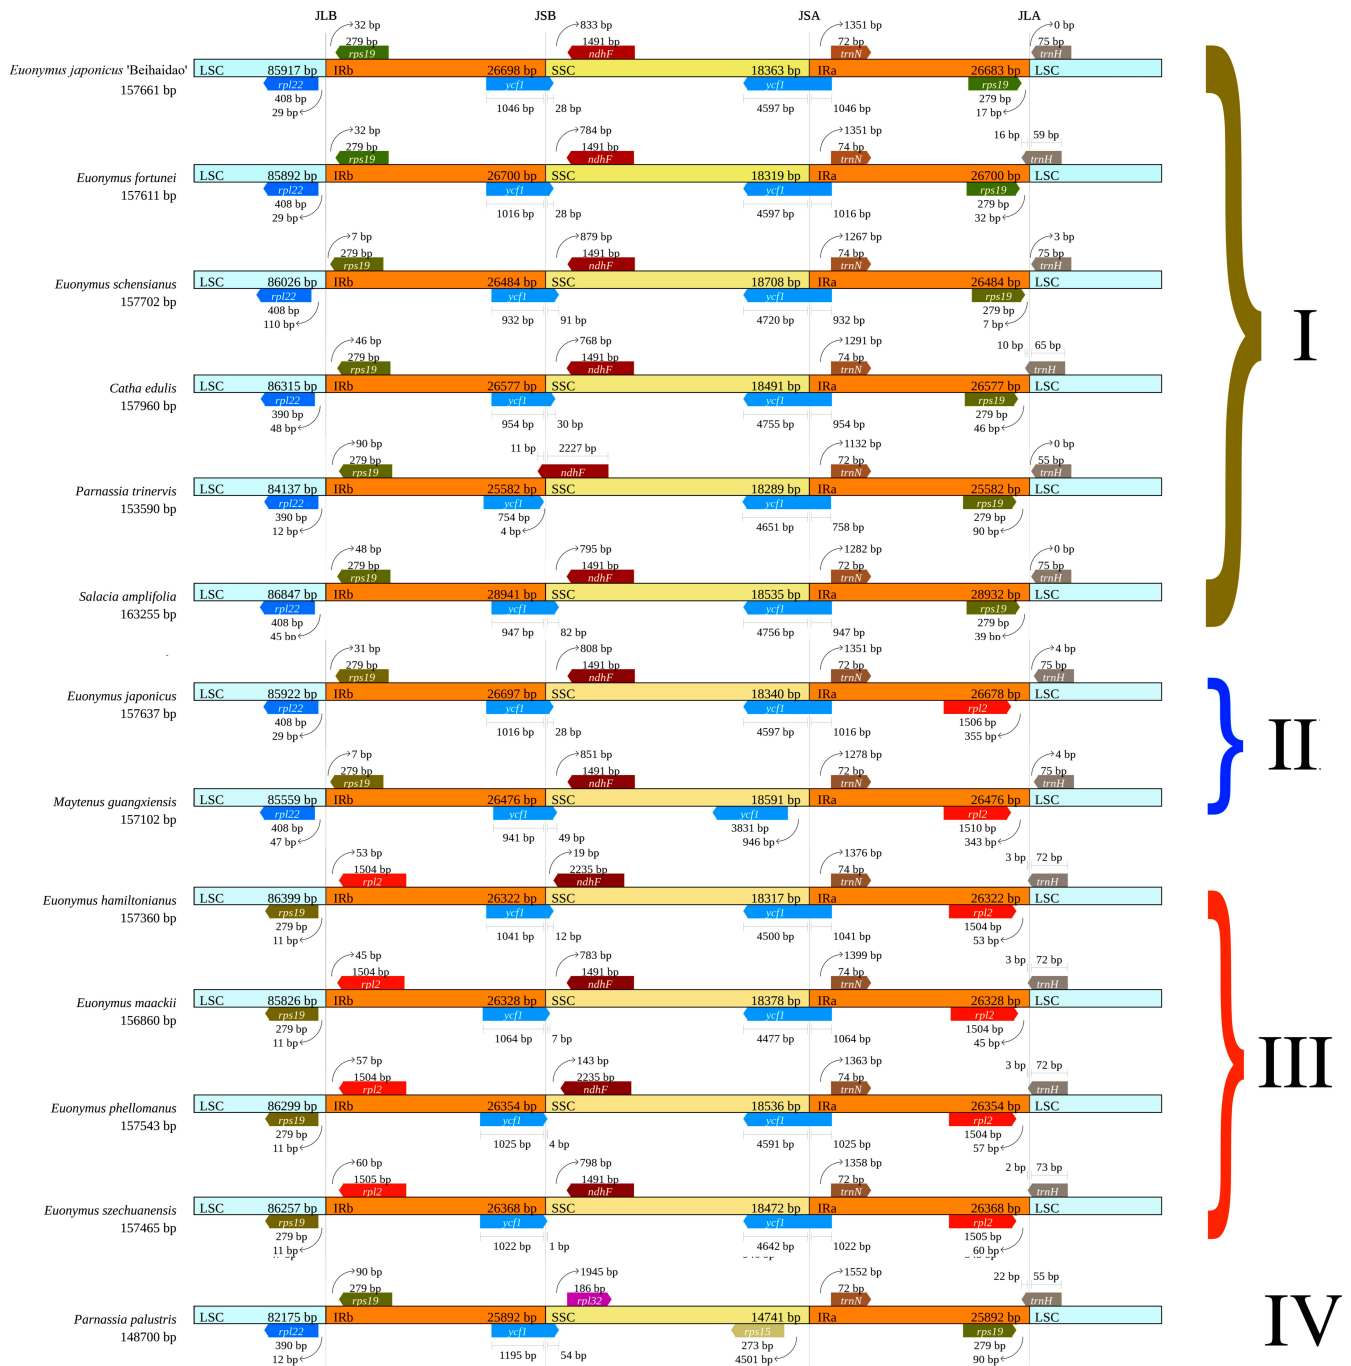 JLB JSB JSA JLA
32 bp 833 bp 1351 bp 0 bp
279 bp 1491 bp 72 bp 75 bp
rps19 ndhF trnN trnH
Euonymus japonicus 'Beihaidao' LSC 85917 bp IRb 26698 bp SSC 18363 bp IRa 26683 bp LSC
157661 bp rpl22 ycf1 ycf1 rps19
408 bp 1046 bp 28 bp 4597 bp 1046 bp 279 bp
29 bp 17 bp
I
32 bp 784 bp 1351 bp 16 bp 59 bp
279 bp 1491 bp 74 bp
rps19 ndhF trnN trnH
Euonymus fortunei LSC 85892 bp IRb 26700 bp SSC 18319 bp IRa 26700 bp LSC
157611 bp rpl22 ycf1 ycf1 rps19
408 bp 1016 bp 28 bp 4597 bp 1016 bp 279 bp
29 bp 32 bp
7 bp 879 bp 1267 bp 3 bp
279 bp 1491 bp 74 bp 75 bp
rps19 ndhF trnN trnH
Euonymus schensianus LSC 86026 bp IRb 26484 bp SSC 18708 bp IRa 26484 bp LSC
157702 bp rpl22 ycf1 ycf1 rps19
408 bp 932 bp 91 bp 4720 bp 932 bp 279 bp
110 bp 7 bp
46 bp 768 bp 1291 bp 10 bp 65 bp
279 bp 1491 bp 74 bp
rps19 ndhF trnN trnH
Catha edulis LSC 86315 bp IRb 26577 bp SSC 18491 bp IRa 26577 bp LSC
157960 bp rpl22 ycf1 ycf1 rps19
390 bp 954 bp 30 bp 4755 bp 954 bp 279 bp
48 bp 46 bp
90 bp 11 bp 2227 bp 1132 bp 0 bp
279 bp 72 bp 55 bp
rps19 ndhF trnN trnH
Parnassia trinervis LSC 84137 bp IRb 25582 bp SSC 18289 bp IRa 25582 bp LSC
153590 bp rpl22 ycf1 ycf1 rps19
390 bp 754 bp 4651 bp 758 bp 279 bp
12 bp 4 bp 90 bp
48 bp 795 bp 1282 bp 0 bp
279 bp 1491 bp 72 bp 75 bp
rps19 ndhF trnN trnH
Salacia amplifolia LSC 86847 bp IRb 28941 bp SSC 18535 bp IRa 28932 bp LSC
163255 bp rpl22 ycf1 ycf1 rps19
408 bp 947 bp 82 bp 4756 bp 947 bp 279 bp
45 bp 39 bp
31 bp 808 bp 1351 bp 4 bp
279 bp 1491 bp 72 bp 75 bp
rps19 ndhF trnN trnH
Euonymus japonicus LSC 85922 bp IRb 26697 bp SSC 18340 bp IRa 26678 bp LSC
157637 bp rpl22 ycf1 ycf1 rpl2
408 bp 1016 bp 28 bp 4597 bp 1016 bp 1506 bp
29 bp 355 bp
II
7 bp 851 bp 1278 bp 4 bp
279 bp 1491 bp 72 bp 75 bp
rps19 ndhF trnN trnH
Maytenus guangxiensis LSC 85559 bp IRb 26476 bp SSC 18591 bp IRa 26476 bp LSC
157102 bp rpl22 ycf1 ycf1 rpl2
408 bp 941 bp 49 bp 3831 bp 1510 bp
47 bp 946 bp 343 bp
53 bp 19 bp 1376 bp 3 bp 72 bp
1504 bp 2235 bp 74 bp
rpl2 ndhF trnN trnH
Euonymus hamiltonianus LSC 86399 bp IRb 26322 bp SSC 18317 bp IRa 26322 bp LSC
157360 bp rps19 ycf1 ycf1 rpl2
279 bp 1041 bp 12 bp 4500 bp 1041 bp 1504 bp
11 bp 53 bp
45 bp 783 bp 1399 bp 3 bp 72 bp
1504 bp 1491 bp 74 bp
rpl2 ndhF trnN trnH
Euonymus maackii LSC 85826 bp IRb 26328 bp SSC 18378 bp IRa 26328 bp LSC
156860 bp rps19 ycf1 ycf1 rpl2
279 bp 1064 bp 7 bp 4477 bp 1064 bp 1504 bp
11 bp 45 bp
III
57 bp 143 bp 1363 bp 3 bp 72 bp
1504 bp 2235 bp 74 bp
rpl2 ndhF trnN trnH
Euonymus phellomanus LSC 86299 bp IRb 26354 bp SSC 18536 bp IRa 26354 bp LSC
157543 bp rps19 ycf1 ycf1 rpl2
279 bp 1025 bp 4 bp 4591 bp 1025 bp 1504 bp
11 bp 57 bp
60 bp 798 bp 1358 bp 2 bp 73 bp
1505 bp 1491 bp 72 bp
rpl2 ndhF trnN trnH
Euonymus szechuanensis LSC 86257 bp IRb 26368 bp SSC 18472 bp IRa 26368 bp LSC
157465 bp rps19 ycf1 ycf1 rpl2
279 bp 1022 bp 1 bp 4642 bp 1022 bp 1505 bp
11 bp 60 bp
90 bp 1945 bp 1552 bp 22 bp 55 bp
279 bp 186 bp 72 bp
rps19 rpl32 trnN trnH
Parnassia palustris LSC 82175 bp IRb 25892 bp SSC 14741 bp IRa 25892 bp LSC
148700 bp rpl22 ycf1 rps15 rps19
390 bp 1195 bp 54 bp 273 bp 279 bp
12 bp 4501 bp 90 bp
IV